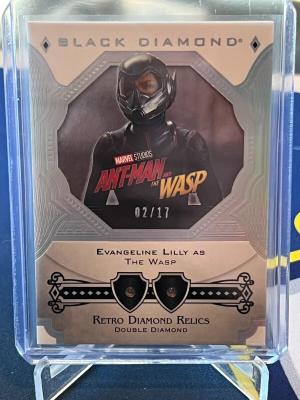 BLACK DIAMOND®
MARVEL STUDIOS
ANT-MAN AND THE WASP
02/17
EVANGELINE LILLY AS
THE WASP
RETRO DIAMOND RELICS
DOUBLE DIAMOND